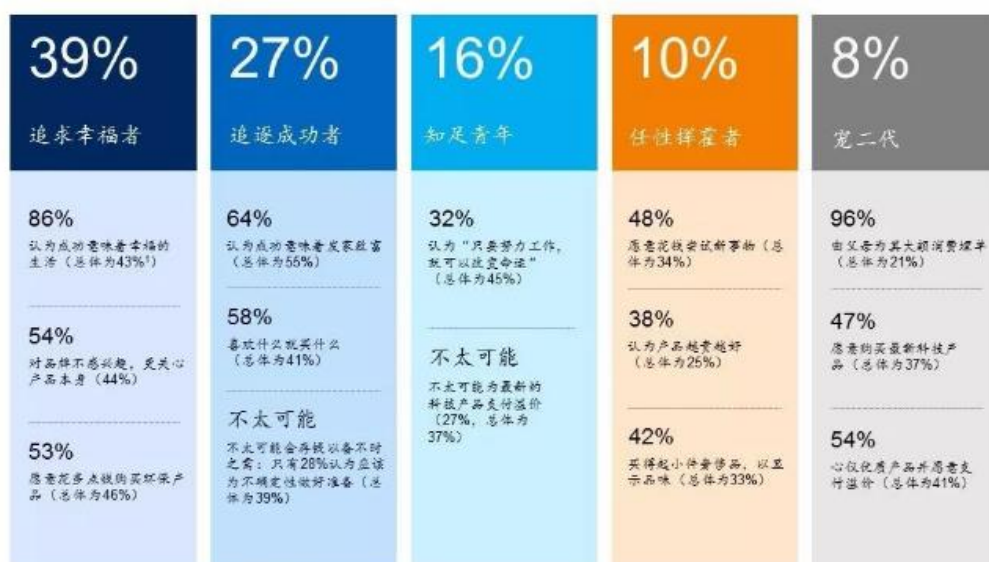 39%
追求幸福者
86%
认为成功意味着幸福的
生活（总体为43%¹）
54%
对品牌不感兴趣，更关心
产品本身（44%）
53%
愿意花多点钱购买环保产
品（总体为46%）
27%
追逐成功者
64%
认为成功意味着发家致富
（总体为55%）
58%
喜欢什么就买什么
（总体为41%）
不太可能
不太可能会存钱以备不时
之需：只有28%认为应该
为不确定性做好准备（总
体为39%）
16%
知足青年
32%
认为“只要努力工作，
就可以改变命运”
（总体为45%）
不太可能
不太可能为最新的
科技产品支付溢价
（27%，总体为
37%）
10%
任性挥霍者
48%
愿意花钱尝试新事物（总
体为34%）
38%
认为产品越贵越好
（总体为25%）
42%
买得起小件奢侈品，以显
示品味（总体为33%）
8%
宠二代
96%
由父母为其大额消费埋单
（总体为21%）
47%
愿意购买最新科技产
品（总体为37%）
54%
心仪优质产品并愿意支
付溢价（总体为41%）